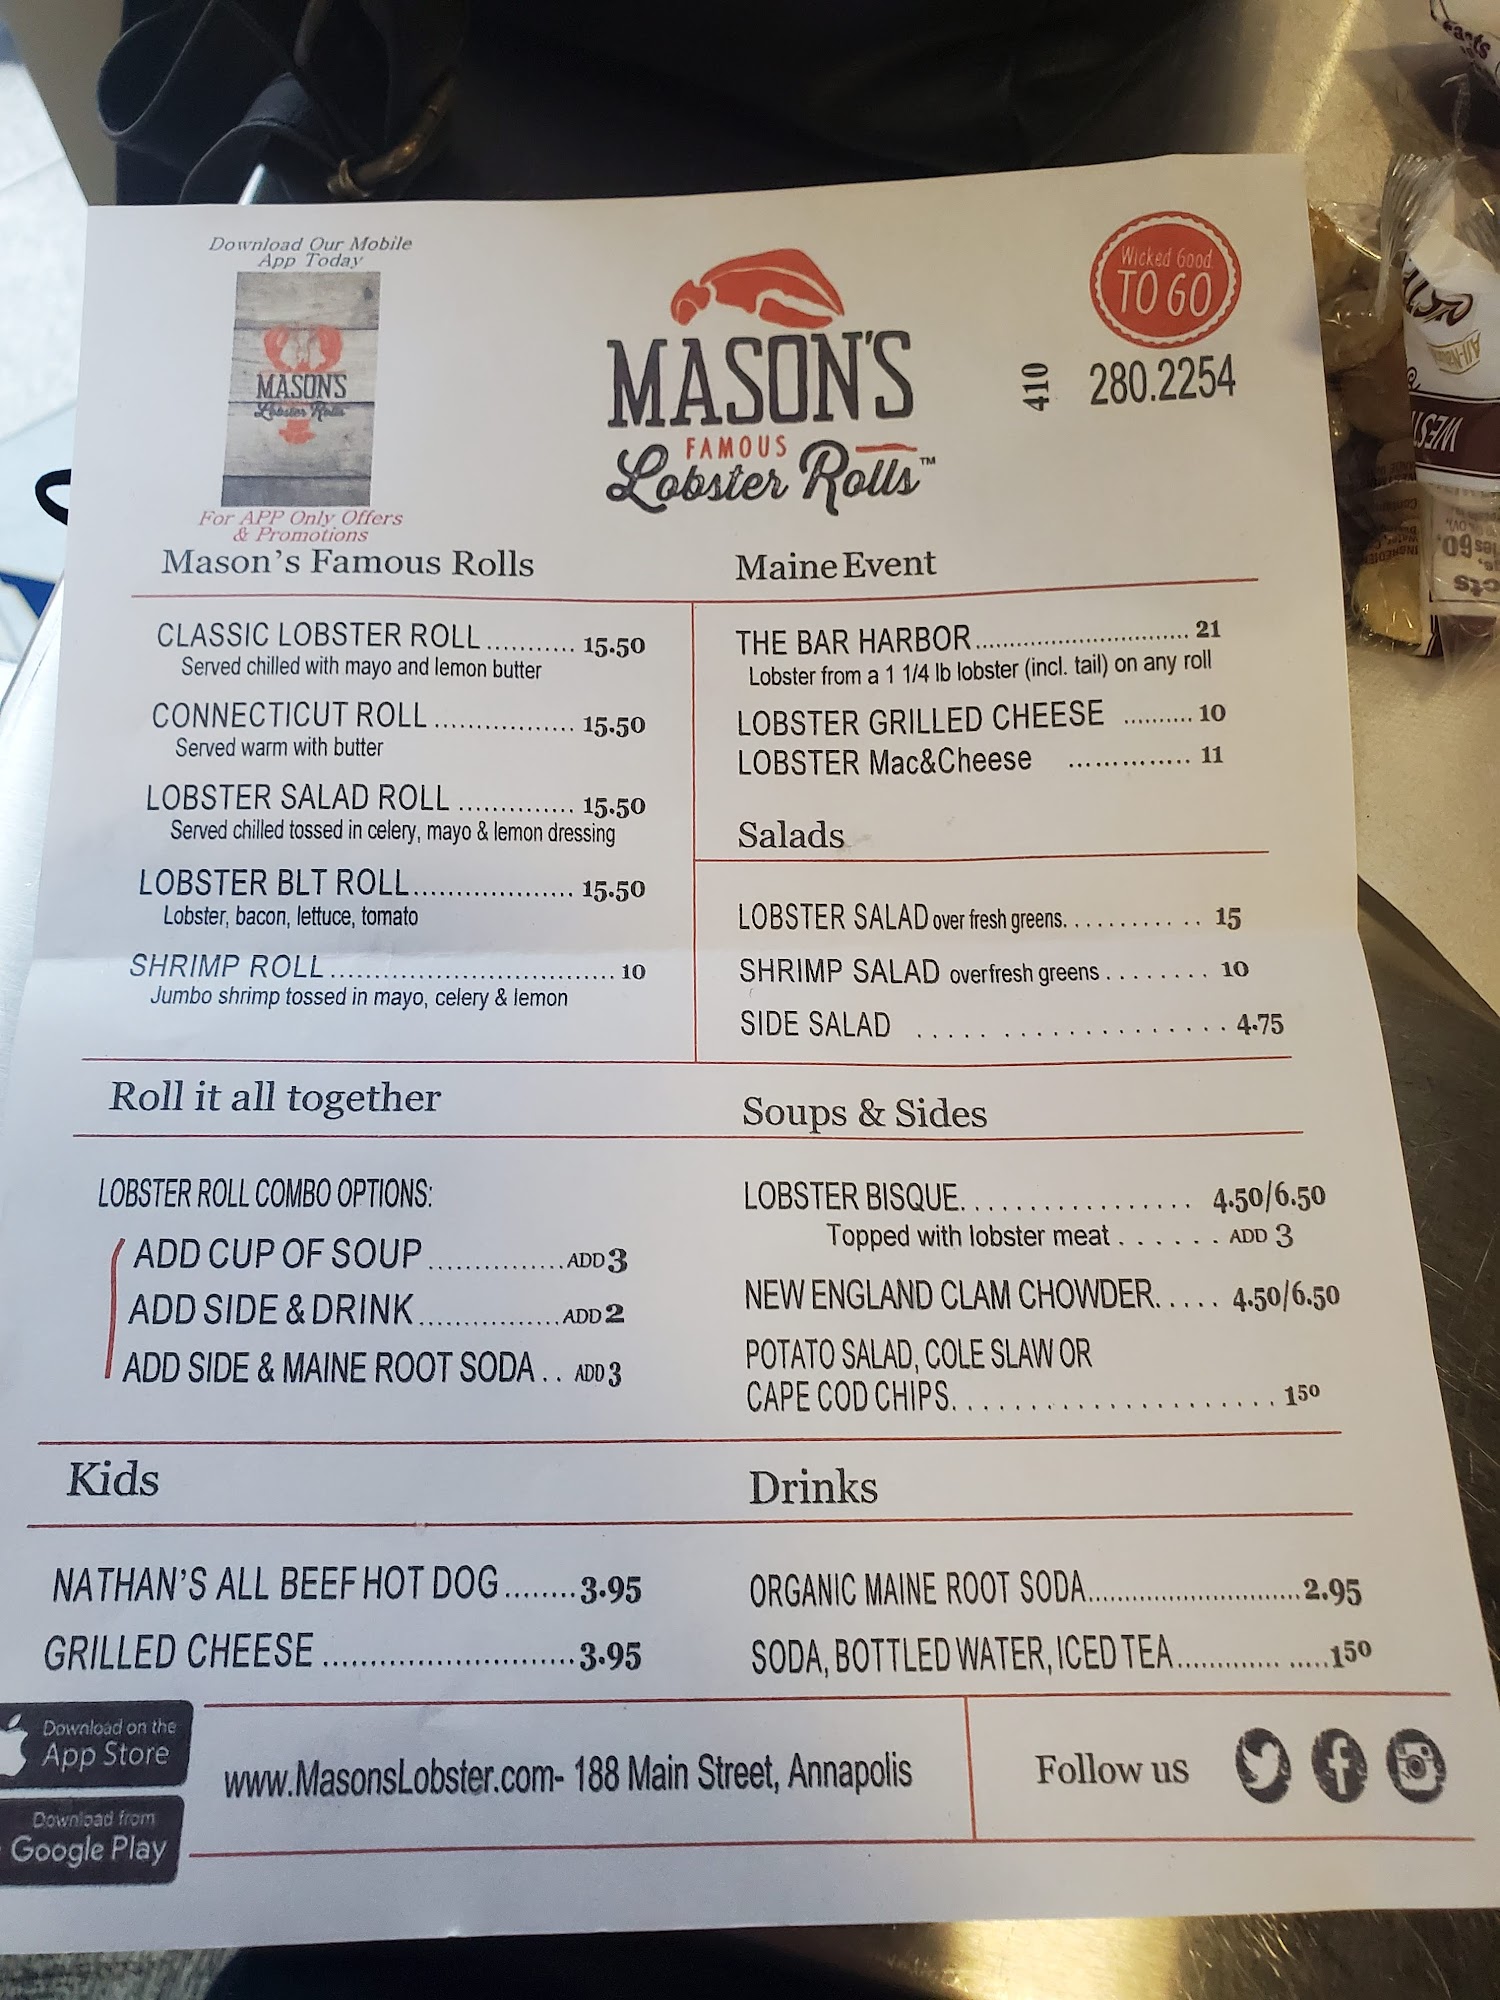 Download Our Mobile
App Today
MASON'S
Lobster Rolls
For APP Only Offers
& Promotions
MASON'S
FAMOUS
Lobster Rolls™
Wicked Good
TO GO
410 280.2254
Mason's Famous Rolls
CLASSIC LOBSTER ROLL ........... 15.50
Served chilled with mayo and lemon butter
CONNECTICUT ROLL ................. 15.50
Served warm with butter
LOBSTER SALAD ROLL .............. 15.50
Served chilled tossed in celery, mayo & lemon dressing
LOBSTER BLT ROLL................... 15.50
Lobster, bacon, lettuce, tomato
SHRIMP ROLL .................................. 10
Jumbo shrimp tossed in mayo, celery & lemon
Maine Event
THE BAR HARBOR............................... 21
Lobster from a 1 1/4 lb lobster (incl. tail) on any roll
LOBSTER GRILLED CHEESE .......... 10
LOBSTER Mac&Cheese .............. 11
Salads
LOBSTER SALAD over fresh greens. . . . . . . . . . . . 15
SHRIMP SALAD overfresh greens . . . . . . . . 10
SIDE SALAD . . . . . . . . . . . . . . . . . . . . 4.75
Roll it all together
LOBSTER ROLL COMBO OPTIONS:
ADD CUP OF SOUP ............... ADD 3
ADD SIDE & DRINK ................ ADD 2
ADD SIDE & MAINE ROOT SODA . . ADD 3
Soups & Sides
LOBSTER BISQUE. . . . . . . . . . . . . . . . . 4.50/6.50
Topped with lobster meat . . . . . . ADD 3
NEW ENGLAND CLAM CHOWDER. . . . . 4.50/6.50
POTATO SALAD, COLE SLAW OR
CAPE COD CHIPS. . . . . . . . . . . . . . . . . . . . . . 1⁵⁰
Kids
NATHAN'S ALL BEEF HOT DOG ........ 3.95
GRILLED CHEESE ........................... 3.95
Drinks
ORGANIC MAINE ROOT SODA............................. 2.95
SODA, BOTTLED WATER, ICED TEA............. .....1⁵⁰
Download on the
App Store
Download from
Google Play
www.MasonsLobster.com- 188 Main Street, Annapolis
Follow us